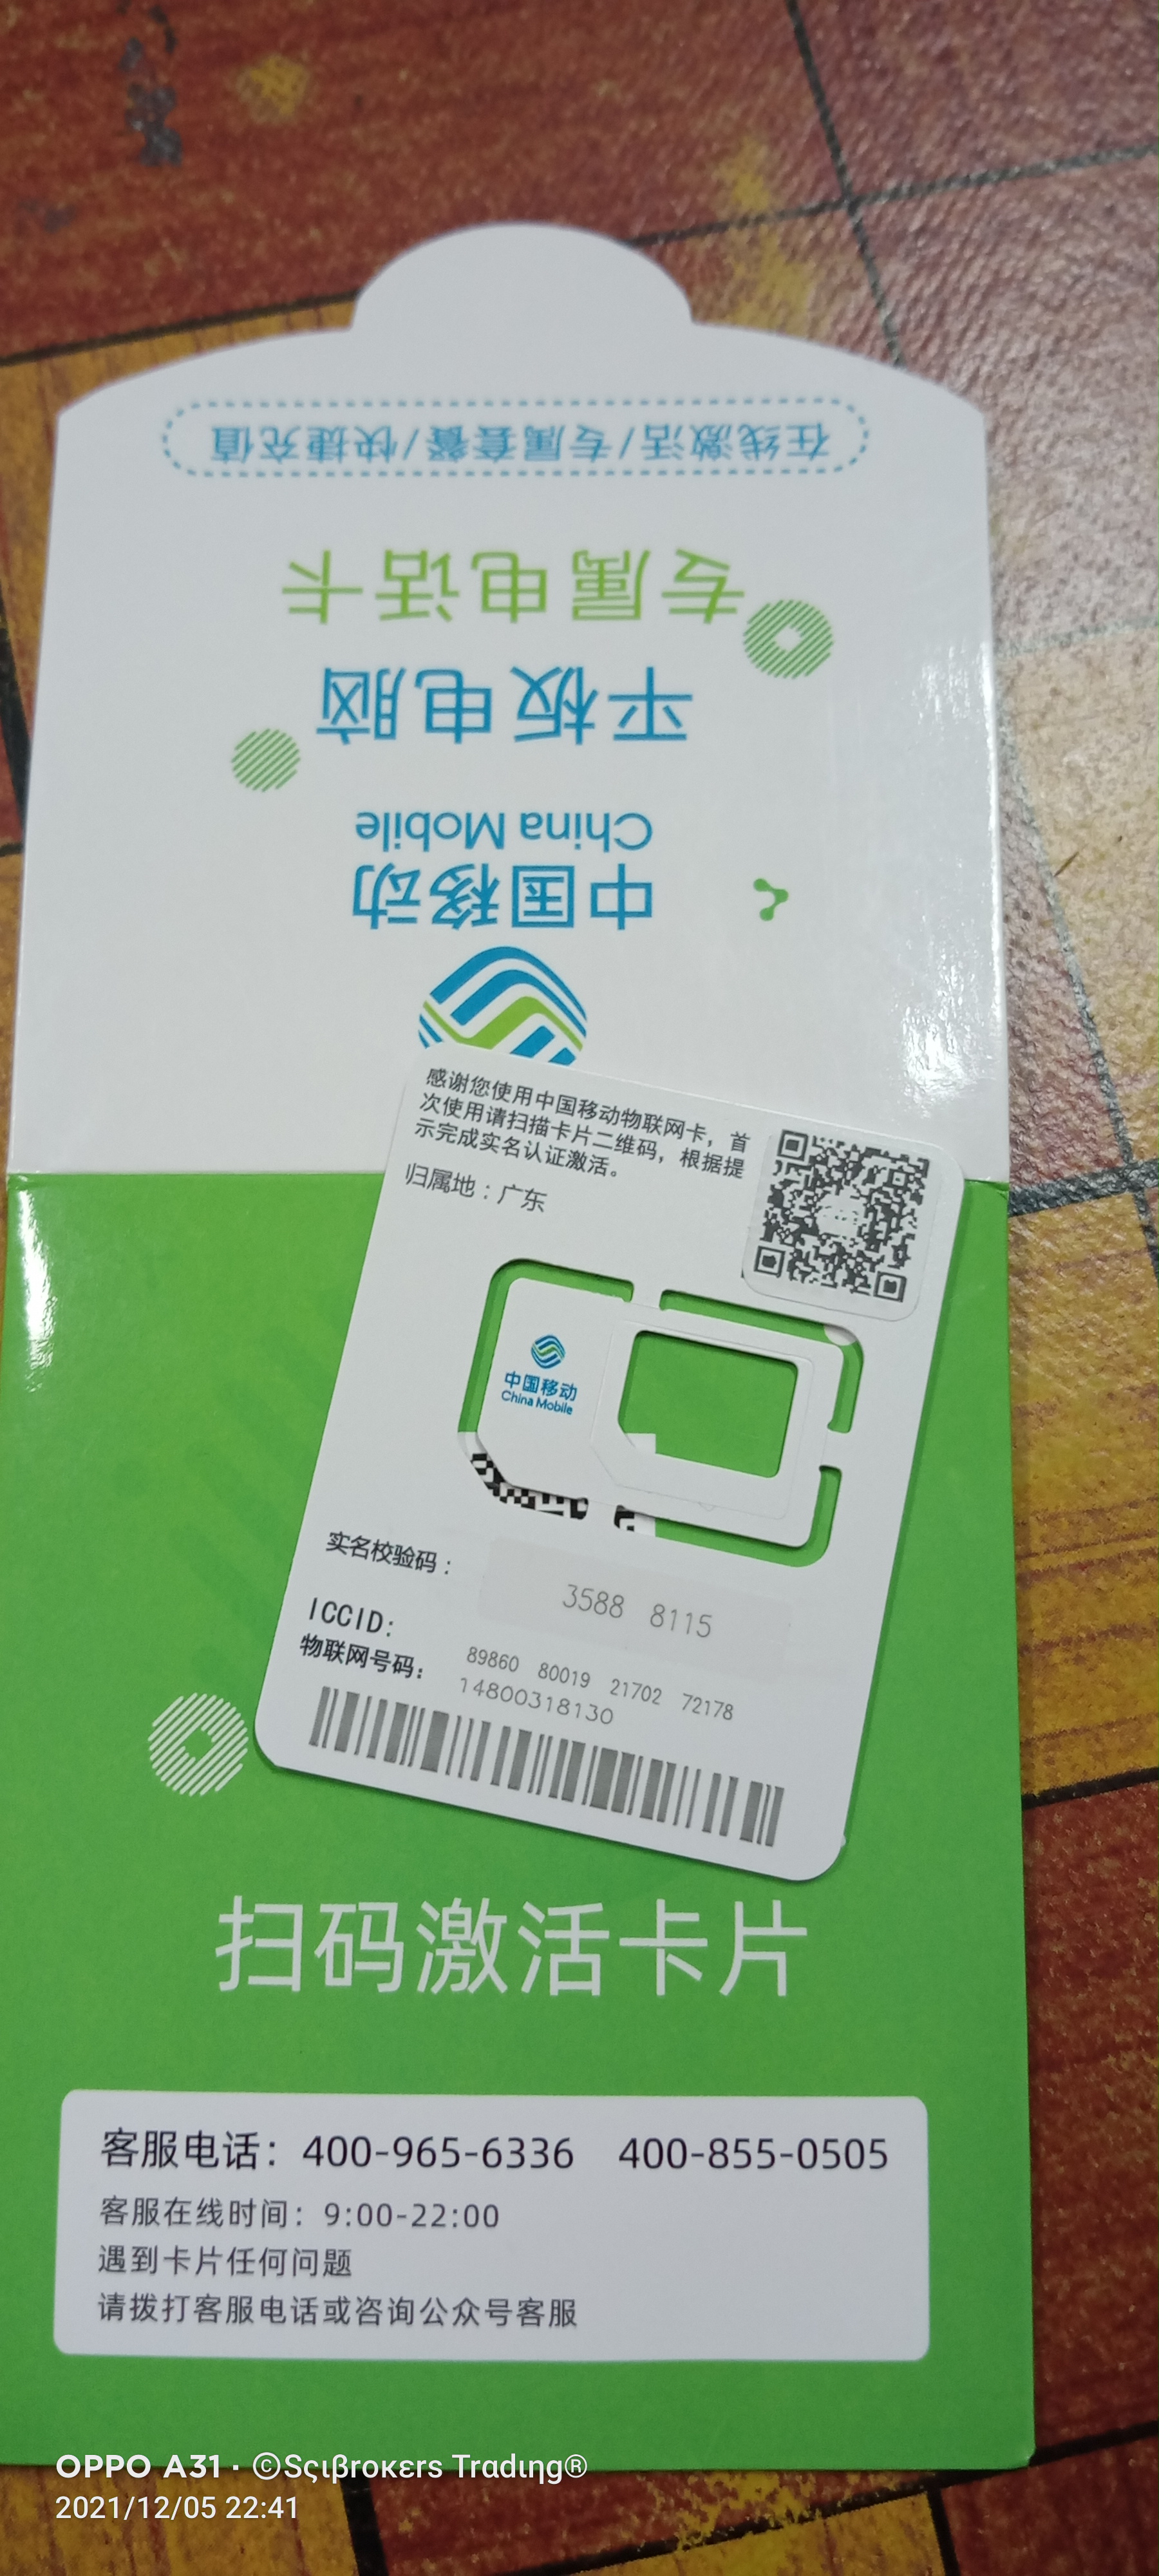 在线激活/专属套餐/快捷充值
专属电话卡
平板电脑
China Mobile
中国移动
感谢您使用中国移动物联网卡，首
次使用请扫描卡片二维码，根据提
示完成实名认证激活。
归属地：广东
中国移动
China Mobile
实名校验码： 3588 8115
ICCID: 89860 80019 21702 72178
物联网号码： 14800318130
扫码激活卡片
客服电话：400-965-6336 400-855-0505
客服在线时间：9:00-22:00
遇到卡片任何问题
请拨打客服电话或咨询公众号客服
OPPO A31 · ©Sςιβrοκεrs Trαdιηg®
2021/12/05 22:41